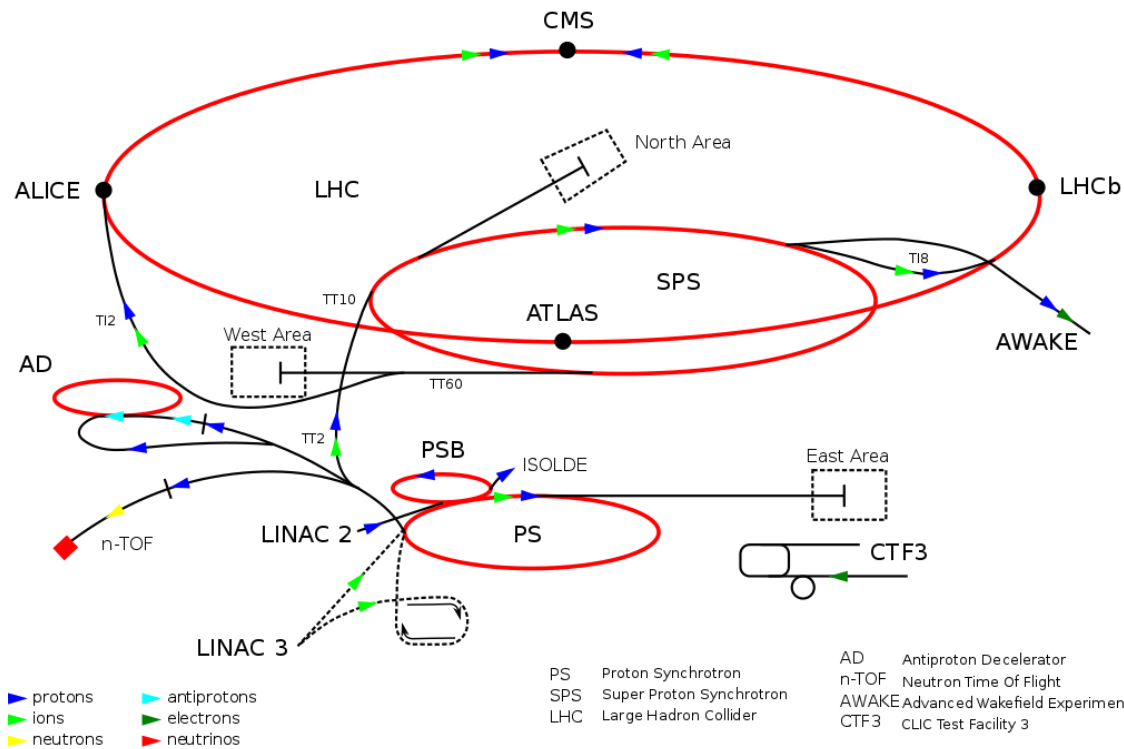 CMS
North Area
ALICE
LHC
LHCb
SPS
TI8
TT10
ATLAS
TI2
West Area
AWAKE
AD
TT60
TT2
PSB
ISOLDE
East Area
LINAC 2
PS
n-TOF
CTF3
LINAC 3
protons
ions
neutrons
antiprotons
electrons
neutrinos
PS Proton Synchrotron
SPS Super Proton Synchrotron
LHC Large Hadron Collider
AD Antiproton Decelerator
n-TOF Neutron Time Of Flight
AWAKE Advanced Wakefield Experimen
CTF3 CLIC Test Facility 3